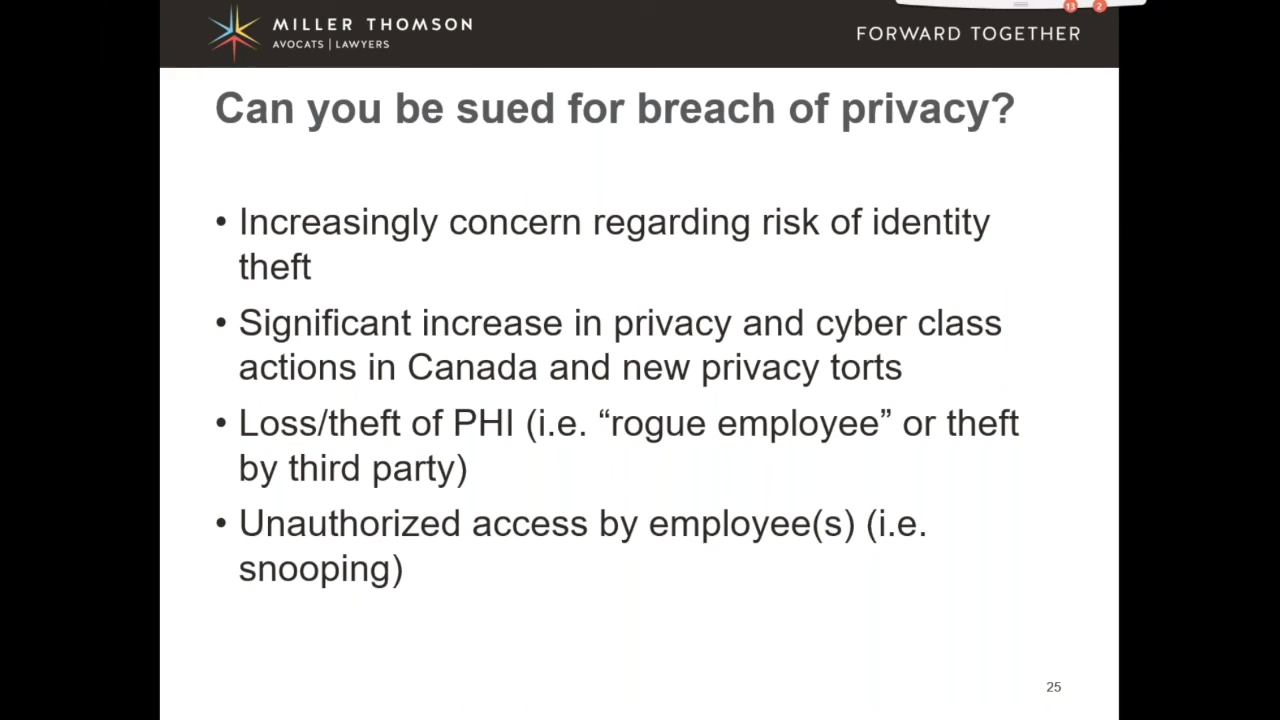 MILLER THOMSON
AVOCATS | LAWYERS
FORWARD TOGETHER
13
2
Can you be sued for breach of privacy?
• Increasingly concern regarding risk of identity
theft
• Significant increase in privacy and cyber class
actions in Canada and new privacy torts
• Loss/theft of PHI (i.e. “rogue employee” or theft
by third party)
• Unauthorized access by employee(s) (i.e.
snooping)
25